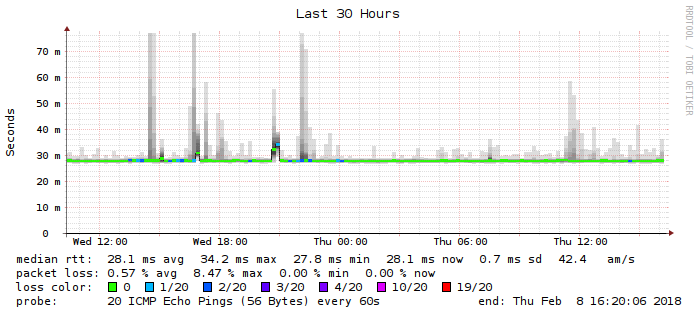 Last 30 Hours
RRDTOOL / TOBI OETIKER
Seconds
70 m
60 m
50 m
40 m
30 m
20 m
10 m
0
Wed 12:00 Wed 18:00 Thu 00:00 Thu 06:00 Thu 12:00
median rtt: 28.1 ms avg 34.2 ms max 27.8 ms min 28.1 ms now 0.7 ms sd 42.4 am/s
packet loss: 0.57 % avg 8.47 % max 0.00 % min 0.00 % now
loss color: 0 1/20 2/20 3/20 4/20 10/20 19/20
probe: 20 ICMP Echo Pings (56 Bytes) every 60s end: Thu Feb 8 16:20:06 2018